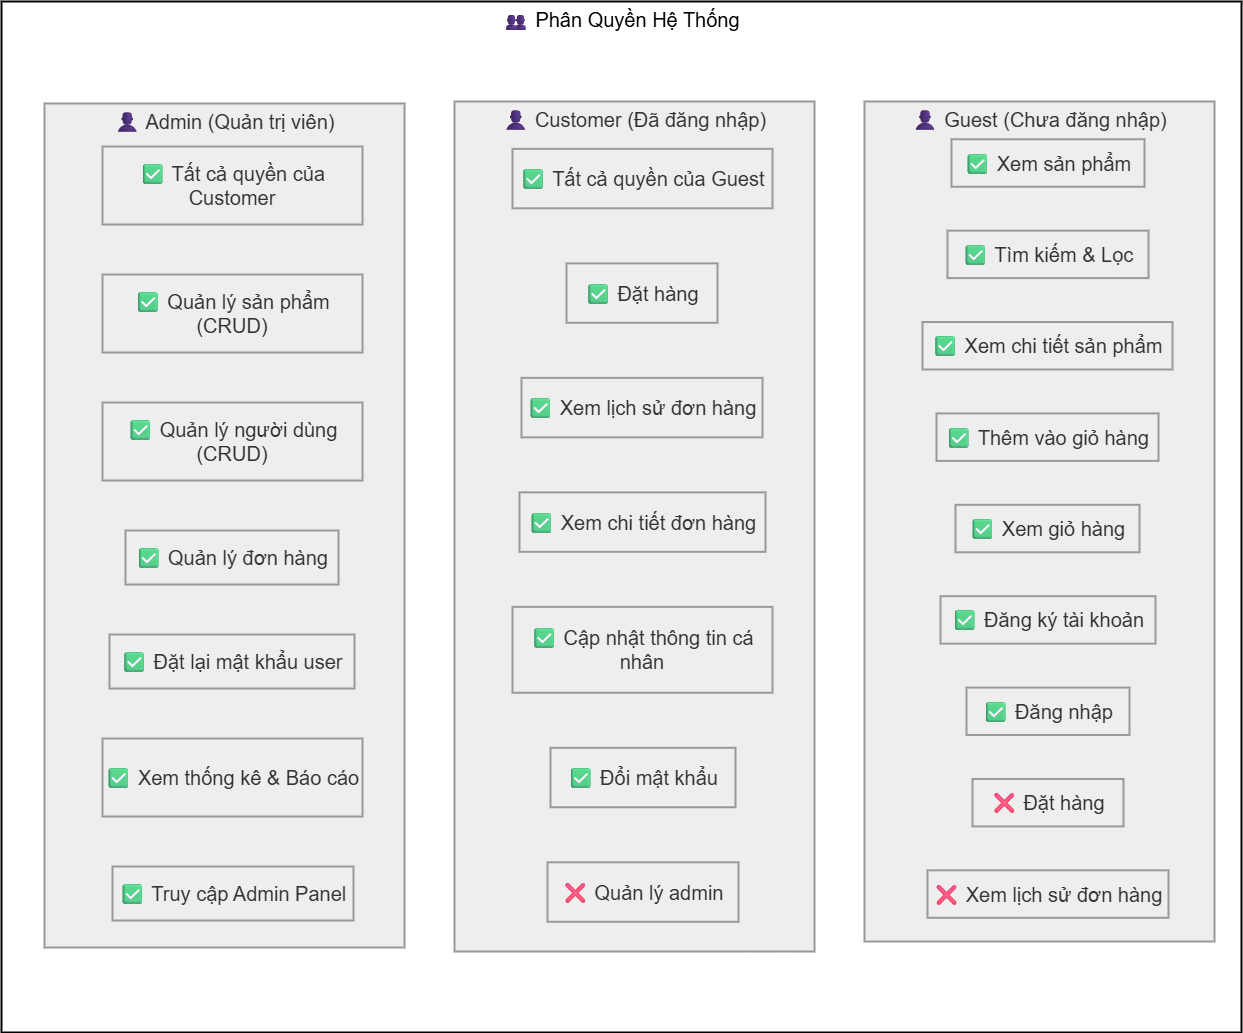 👥 Phân Quyền Hệ Thống
👤 Admin (Quản trị viên)
✅ Tất cả quyền của
Customer
✅ Quản lý sản phẩm
(CRUD)
✅ Quản lý người dùng
(CRUD)
✅ Quản lý đơn hàng
✅ Đặt lại mật khẩu user
✅ Xem thống kê & Báo cáo
✅ Truy cập Admin Panel
👤 Customer (Đã đăng nhập)
✅ Tất cả quyền của Guest
✅ Đặt hàng
✅ Xem lịch sử đơn hàng
✅ Xem chi tiết đơn hàng
✅ Cập nhật thông tin cá
nhân
✅ Đổi mật khẩu
❌ Quản lý admin
👤 Guest (Chưa đăng nhập)
✅ Xem sản phẩm
✅ Tìm kiếm & Lọc
✅ Xem chi tiết sản phẩm
✅ Thêm vào giỏ hàng
✅ Xem giỏ hàng
✅ Đăng ký tài khoản
✅ Đăng nhập
❌ Đặt hàng
❌ Xem lịch sử đơn hàng